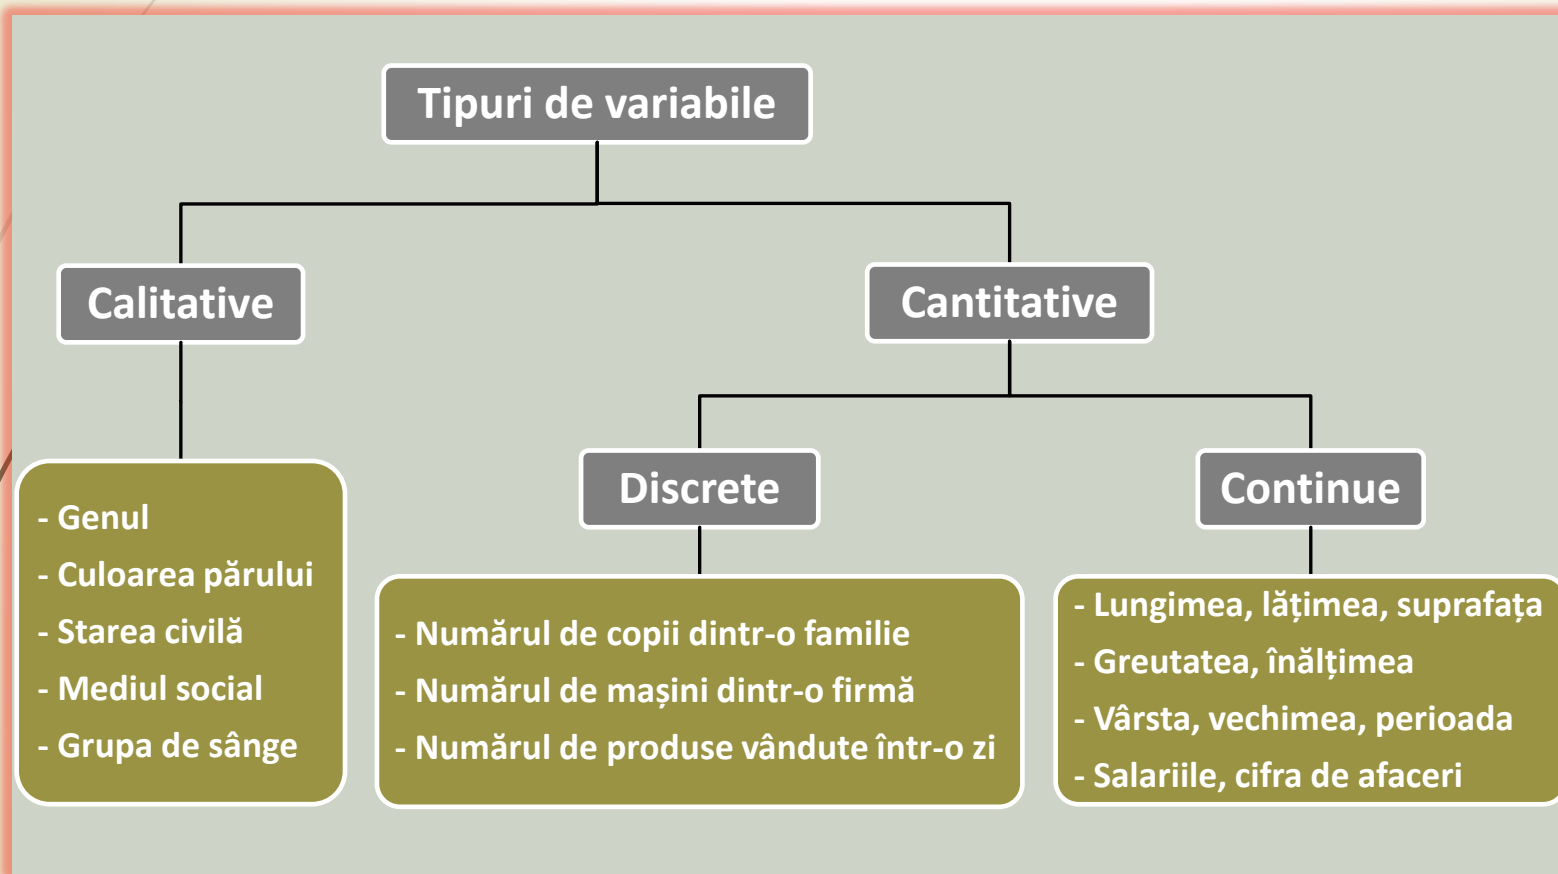 Tipuri de variabile
Calitative
Cantitative
Discrete
Continue
- Genul
- Culoarea părului
- Starea civilă
- Mediul social
- Grupa de sânge
- Numărul de copii dintr-o familie
- Numărul de mașini dintr-o firmă
- Numărul de produse vândute într-o zi
- Lungimea, lățimea, suprafața
- Greutatea, înălțimea
- Vârsta, vechimea, perioada
- Salariile, cifra de afaceri